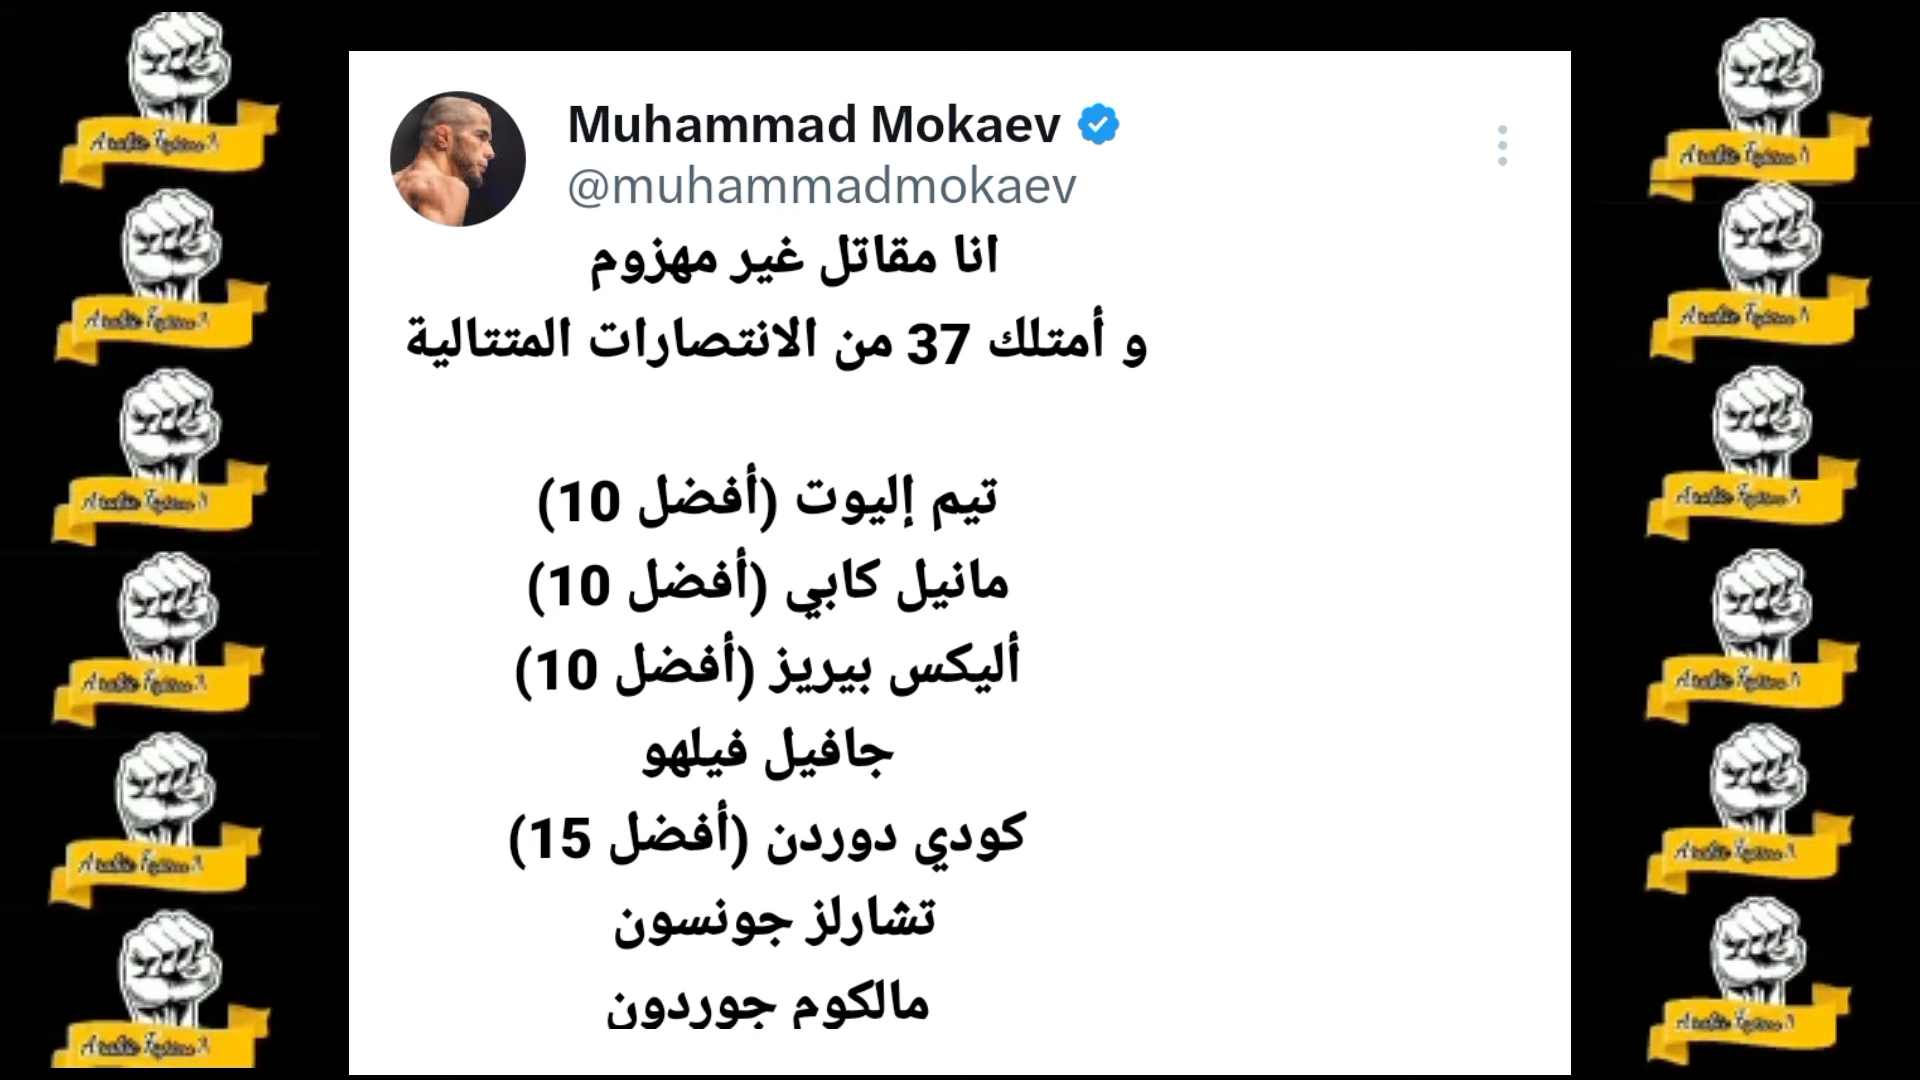 Muhammad Mokaev
@muhammadmokaev
انا مقاتل غير مهزوم
و أمتلك 37 من الانتصارات المتتالية
تيم إليوت (أفضل 10)
مانيل كابي (أفضل 10)
أليكس بيريز (أفضل 10)
جافيل فيلهو
كودي دوردن (أفضل 15)
تشارلز جونسون
مالكوم جوردون